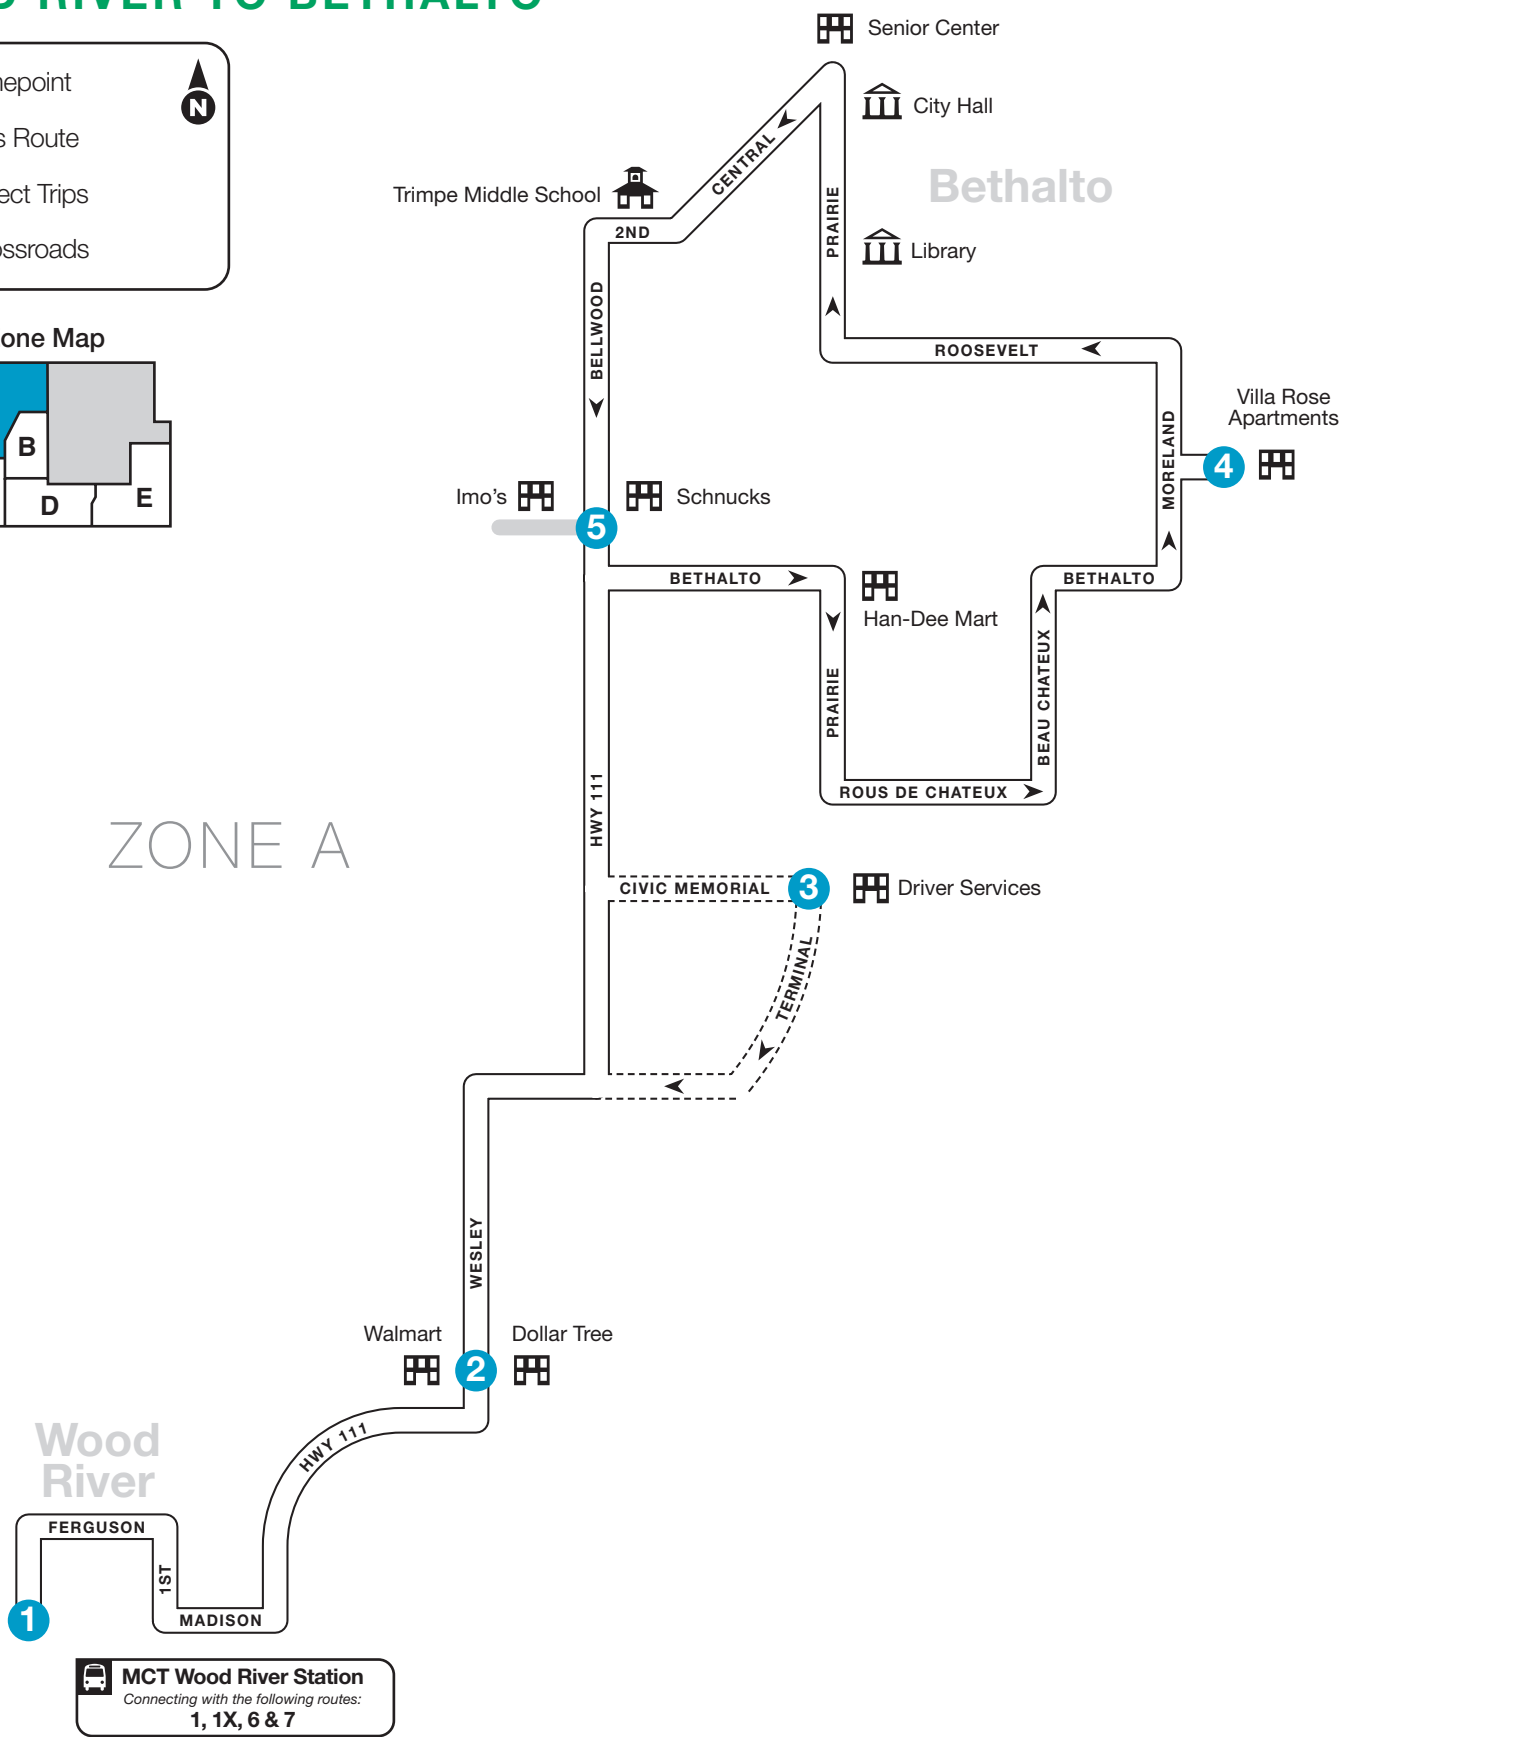 RIVER TO BETHALTO
N
Route
Trips
one Map
B
D
E
Senior Center
City Hall
Bethalto
CENTRAL
Trimpe Middle School
2ND
PRAIRIE
Library
BELLWOOD
ROOSEVELT
Villa Rose
Apartments
MORELAND
4
Imo's
Schnucks
5
BETHALTO
BETHALTO
Han-Dee Mart
PRAIRIE
BEAU CHATEUX
ROUS DE CHATEUX
HWY 111
ZONE A
CIVIC MEMORIAL
3
Driver Services
TERMINAL
WESLEY
Walmart
Dollar Tree
2
HWY 111
Wood
River
FERGUSON
1ST
1
MADISON
MCT Wood River Station
Connecting with the following routes:
1, 1X, 6 & 7